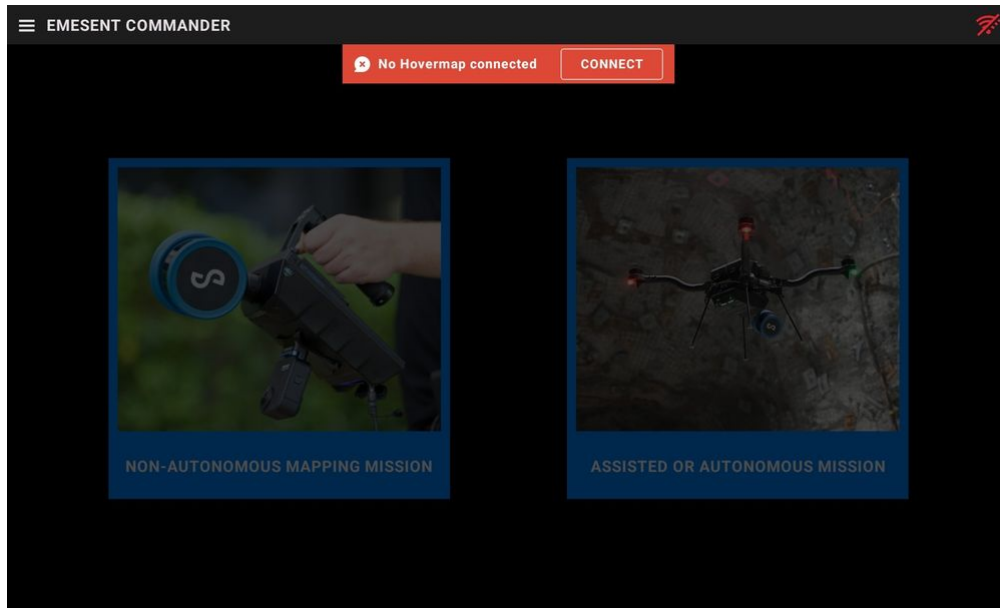 EMESENT COMMANDER
No Hovermap connected
CONNECT
NON-AUTONOMOUS MAPPING MISSION
ASSISTED OR AUTONOMOUS MISSION